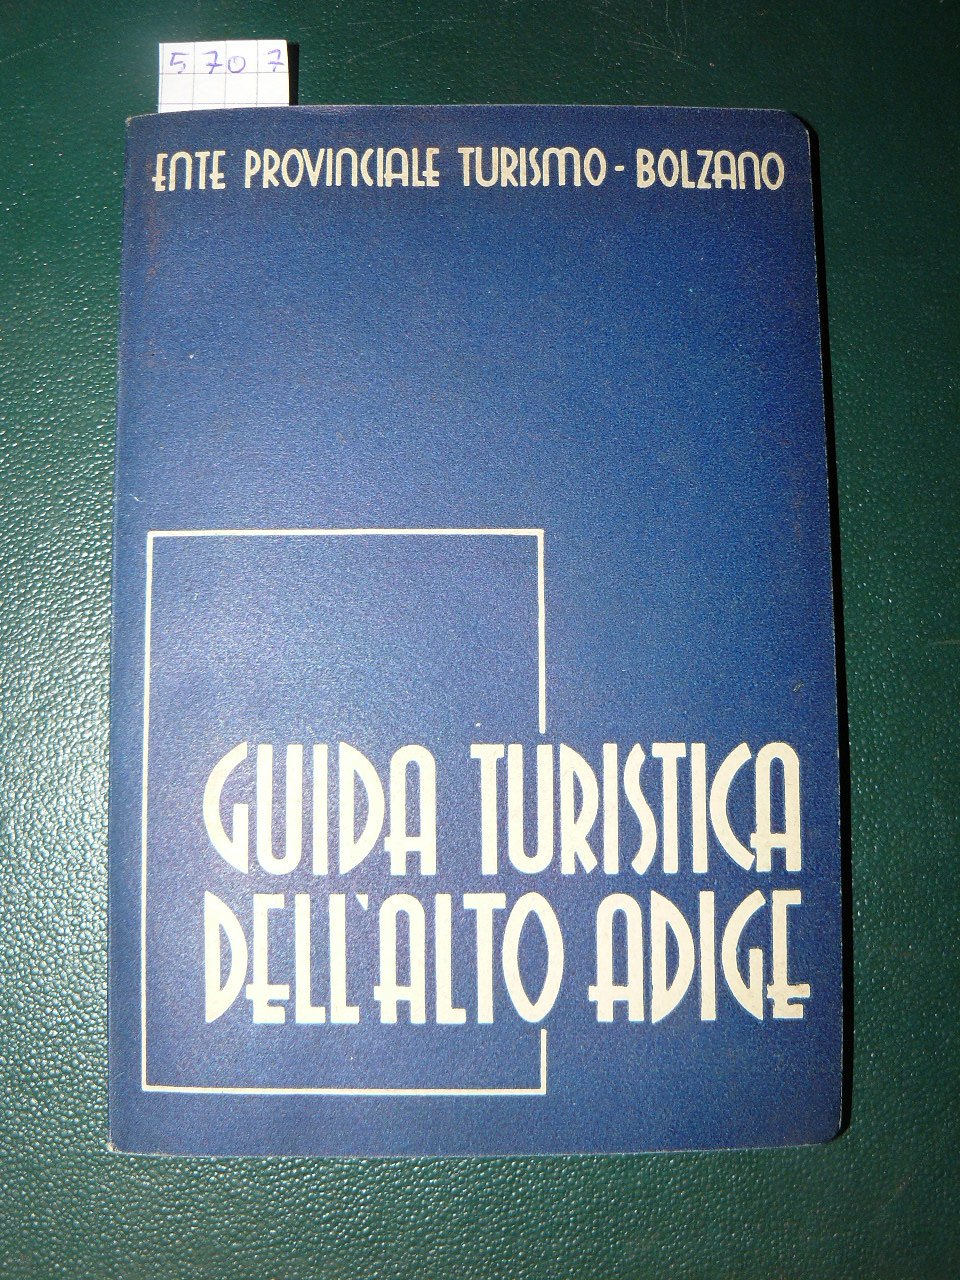 5707
ENTE PROVINCIALE TURISMO - BOLZANO
GUIDA TURISTICA
DELL'ALTO ADIGE